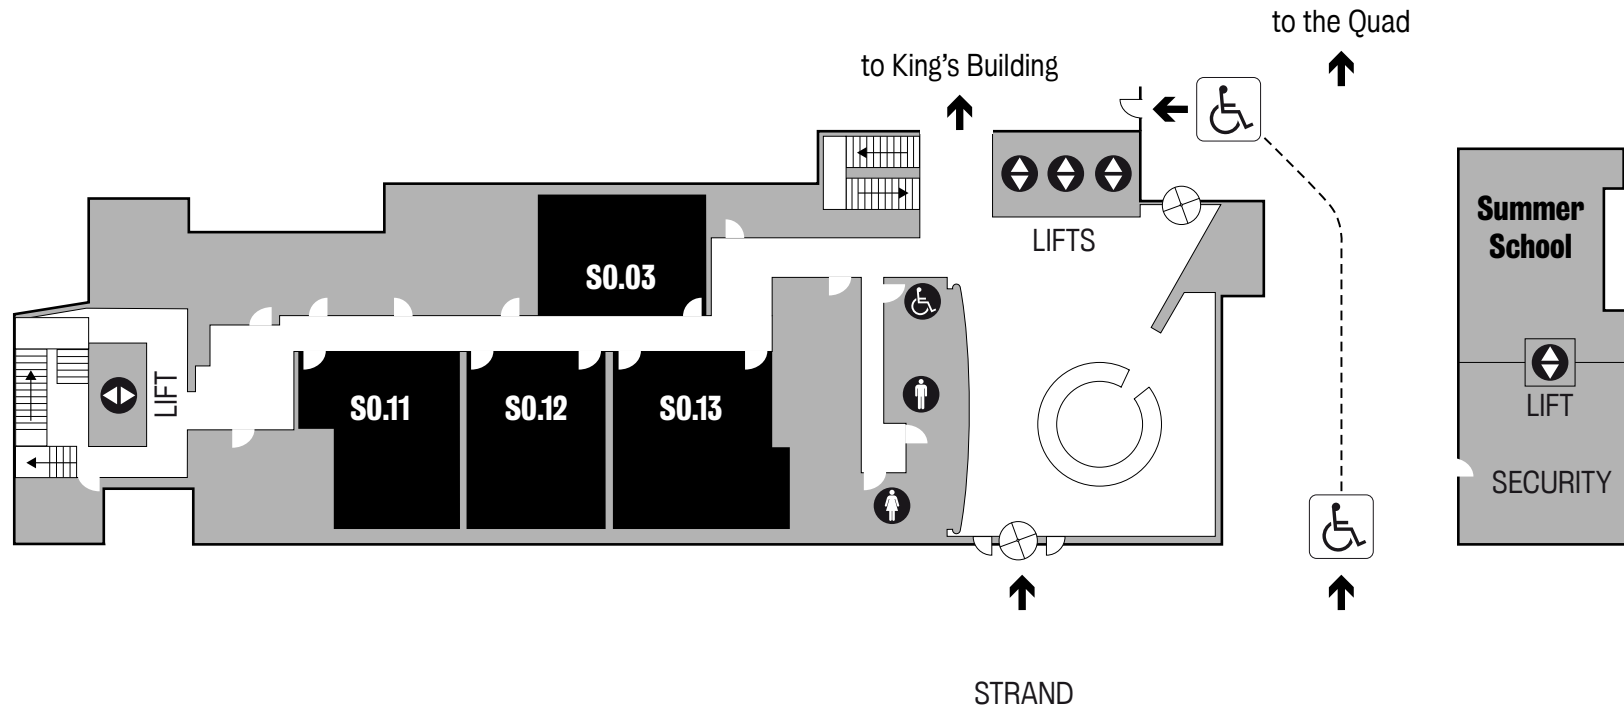 to the Quad
to King's Building
LIFTS
Summer
School
S0.03
LIFT
S0.11
S0.12
S0.13
LIFT
SECURITY
STRAND